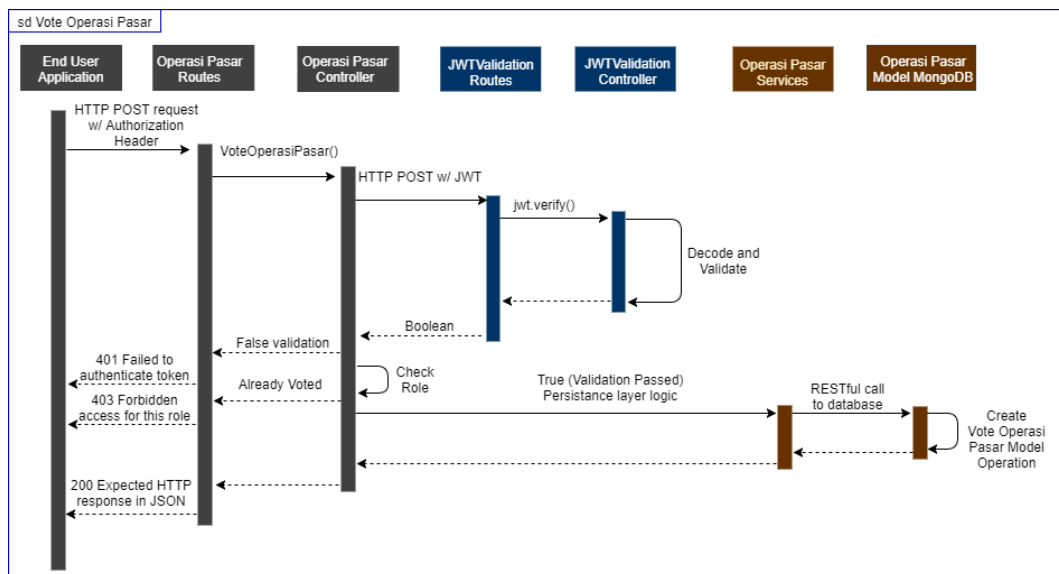 sd Vote Operasi Pasar
End User
Application
Operasi Pasar
Routes
Operasi Pasar
Controller
JWTValidation
Routes
JWTValidation
Controller
Operasi Pasar
Services
Operasi Pasar
Model MongoDB
HTTP POST request
w/ Authorization
Header
VoteOperasiPasar()
HTTP POST w/ JWT
jwt.verify()
Decode and
Validate
Boolean
False validation
401 Failed to
authenticate token
Check
Role
Already Voted
403 Forbidden
access for this role
True (Validation Passed)
Persistance layer logic
RESTful call
to database
Create
Vote Operasi
Pasar Model
Operation
200 Expected HTTP
response in JSON